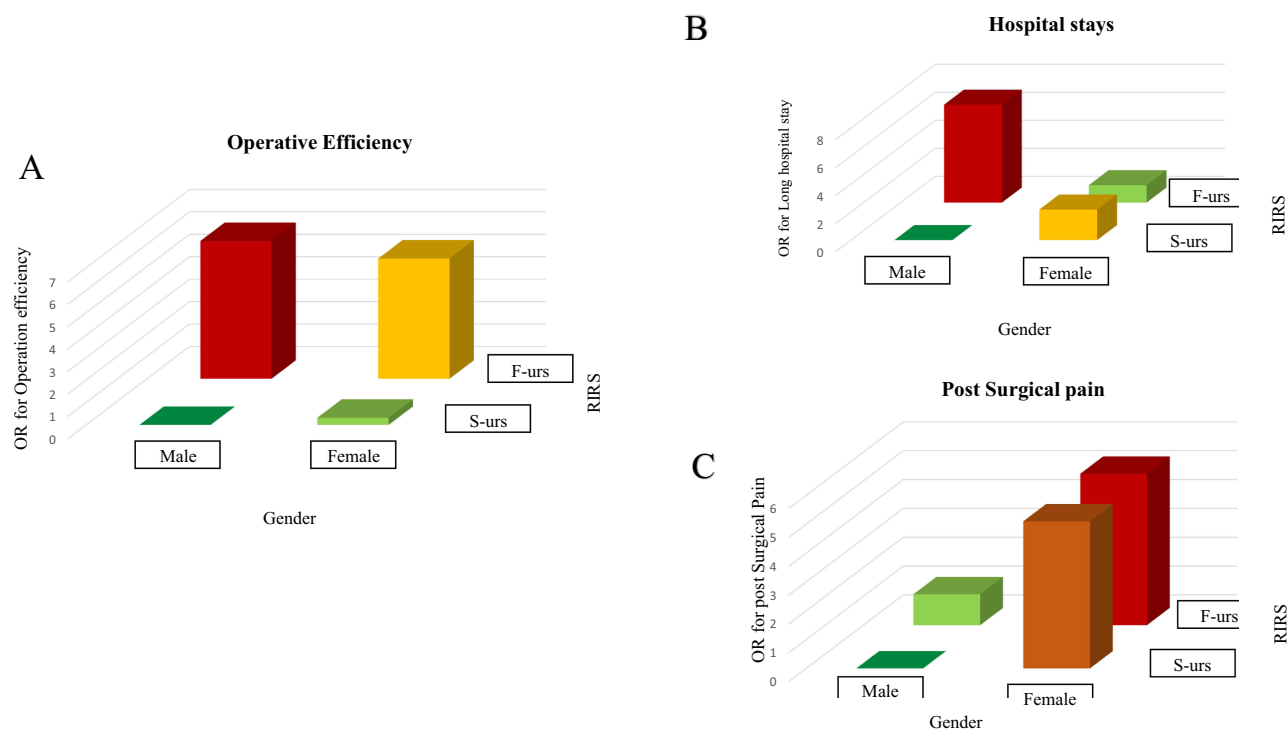 A
Operative Efficiency
OR for Operation efficiency
7
6
5
4
3
2
1
0
Male
Female
F-urs
S-urs
RIRS
Gender
B
Hospital stays
OR for Long hospital stay
8
6
4
2
0
Male
Female
F-urs
S-urs
RIRS
Gender
C
Post Surgical pain
OR for post Surgical Pain
6
5
4
3
2
1
0
Male
Female
F-urs
S-urs
RIRS
Gender